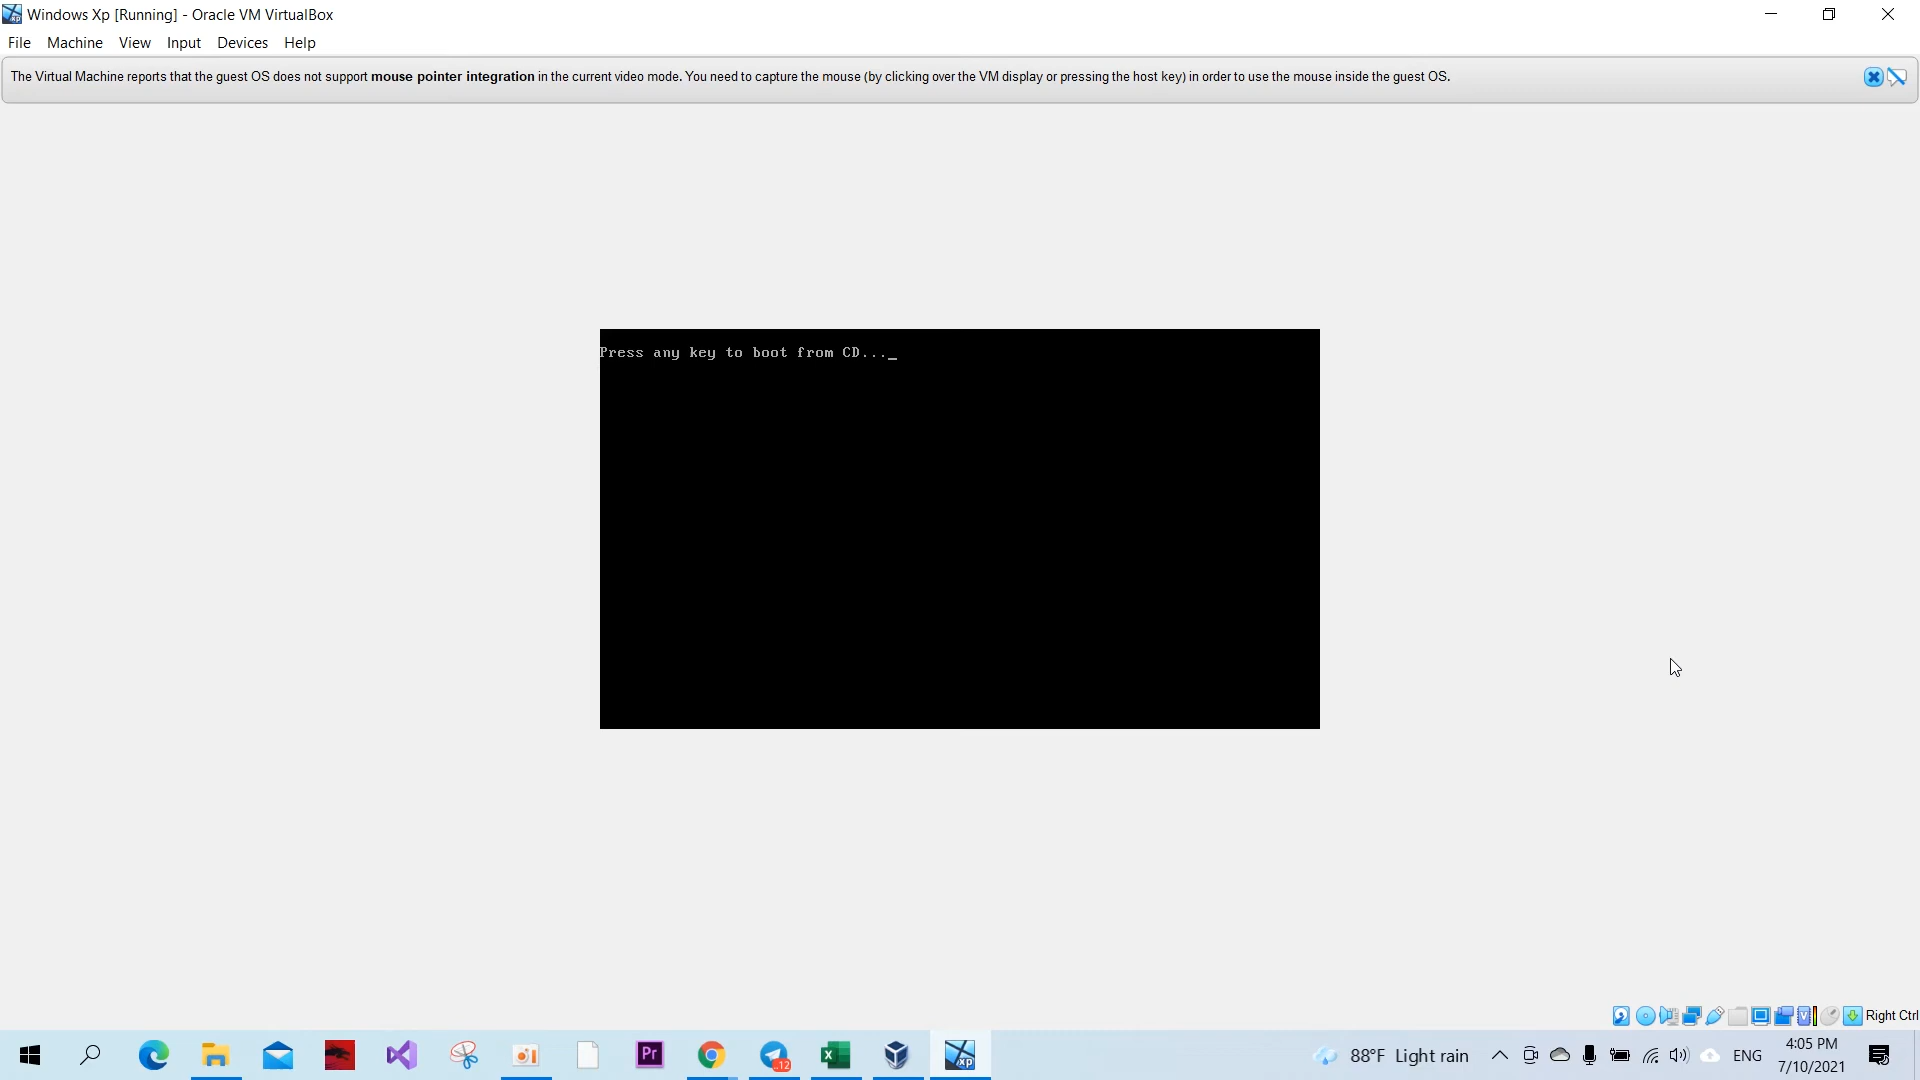 Windows Xp [Running] - Oracle VM VirtualBox
File Machine View Input Devices Help
The Virtual Machine reports that the guest OS does not support mouse pointer integration in the current video mode. You need to capture the mouse (by clicking over the VM display or pressing the host key) in order to use the mouse inside the guest OS.
Press any key to boot from CD..._
Right Ctrl
Pr
12
88°F Light rain
ENG
4:05 PM
7/10/2021